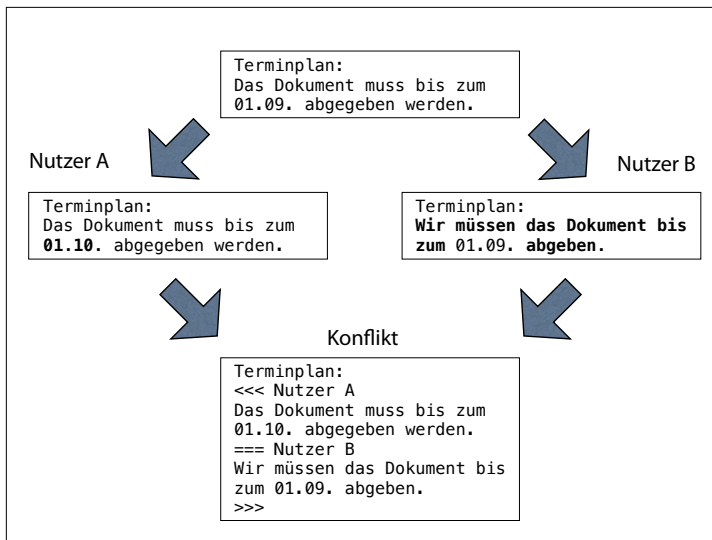 Terminplan:
Das Dokument muss bis zum
01.09. abgegeben werden.
Nutzer A
Nutzer B
Terminplan:
Das Dokument muss bis zum
01.10. abgegeben werden.
Terminplan:
Wir müssen das Dokument bis
zum 01.09. abgeben.
Konflikt
Terminplan:
<<< Nutzer A
Das Dokument muss bis zum
01.10. abgegeben werden.
=== Nutzer B
Wir müssen das Dokument bis
zum 01.09. abgeben.
>>>